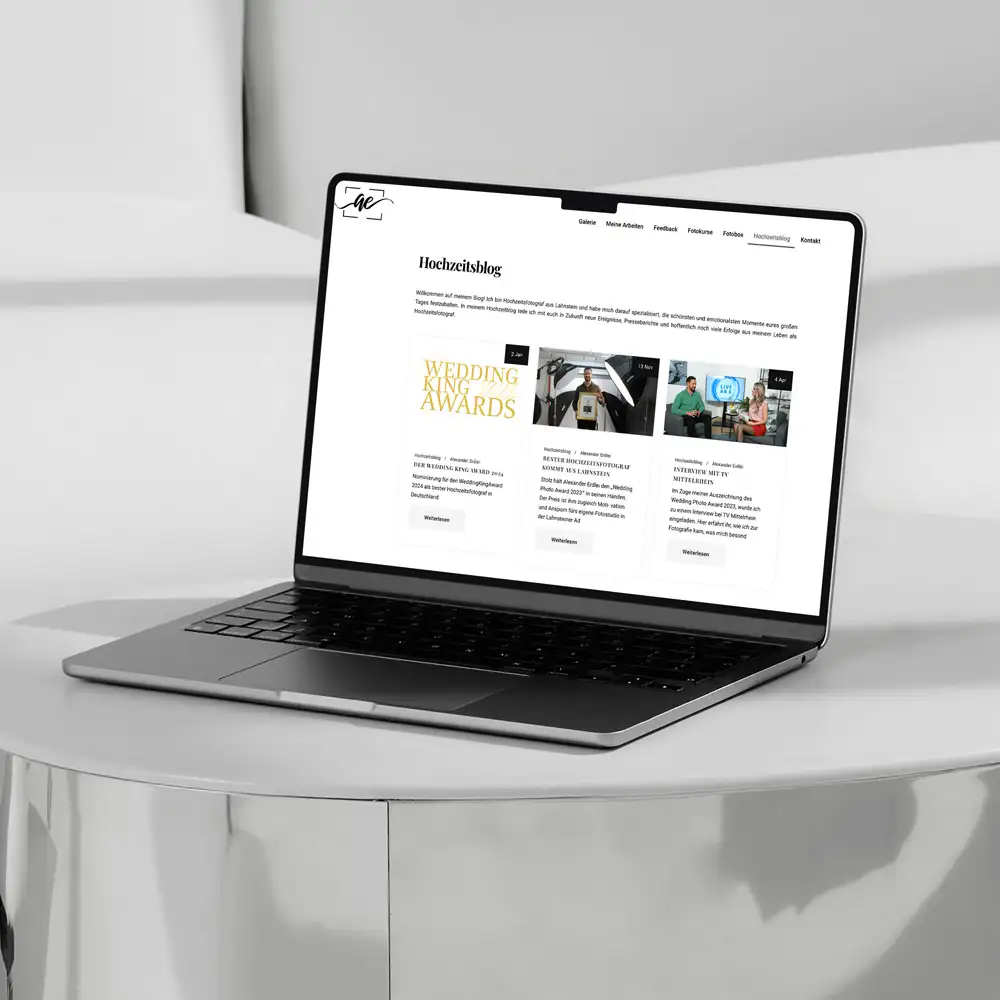 ae
Galerie Meine Arbeiten Feedback Fotokurse Fotobox Hochzeitsblog Kontakt
Hochzeitsblog
Willkommen auf meinem Blog! Ich bin Hochzeitsfotograf aus Lahnstein und habe mich darauf spezialisiert, die schönsten und emotionalsten Momente eures großen
Tages festzuhalten. In meinem Hochzeitblog teile ich mit euch in Zukunft neue Ereignisse, Presseberichte und hoffentlich noch viele Erfolge aus meinem Leben als
Hochzeitsfotograf.
2 Jan
WEDDING
KING
AWARDS
Hochzeitsblog / Alexander Erdlei
DER WEDDING KING AWARD 2024
Nominierung für den WeddingKingAward
2024 als bester Hochzeitsfotograf in
Deutschland
Weiterlesen
13 Nov
Hochzeitsblog / Alexander Erdlei
BESTER HOCHZEITSFOTOGRAF
KOMMT AUS LAHNSTEIN
Stolz hält Alexander Erdlei den „Wedding
Photo Award 2023" in seinen Händen.
Der Preis ist ihm zugleich Moti- vation
und Ansporn fürs eigene Fotostudio in
der Lahnsteiner Ad
Weiterlesen
4 Apr
LIVE
AN 8
Hochzeitsblog / Alexander Erdlei
INTERVIEW MIT TV
MITTELRHEIN
Im Zuge meiner Auszeichnung des
Wedding Photo Award 2023, wurde ich
zu einem Interview bei TV Mittelrhein
eingeladen. Hier erfahrt ihr, wie ich zur
Fotografie kam, was mich besond
Weiterlesen